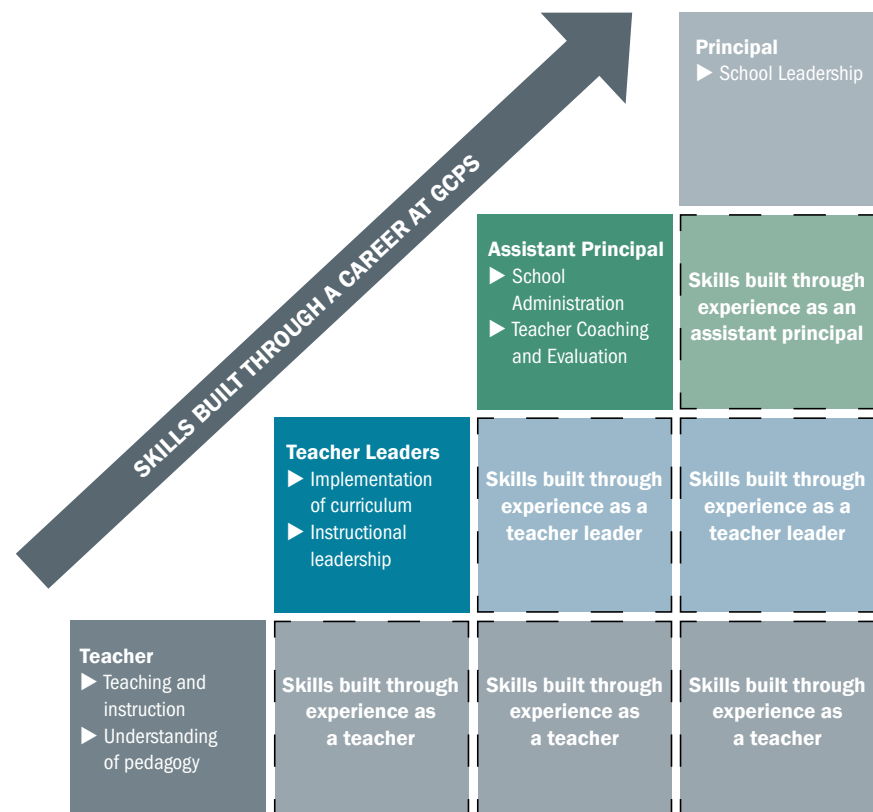 SKILLS BUILT THROUGH A CAREER AT GCPS
Principal
▶ School Leadership
Assistant Principal
▶ School
Administration
▶ Teacher Coaching
and Evaluation
Skills built through
experience as an
assistant principal
Teacher Leaders
▶ Implementation
of curriculum
▶ Instructional
leadership
Skills built through
experience as a
teacher leader
Skills built through
experience as a
teacher leader
Teacher
▶ Teaching and
instruction
▶ Understanding
of pedagogy
Skills built through
experience as
a teacher
Skills built through
experience as
a teacher
Skills built through
experience as
a teacher